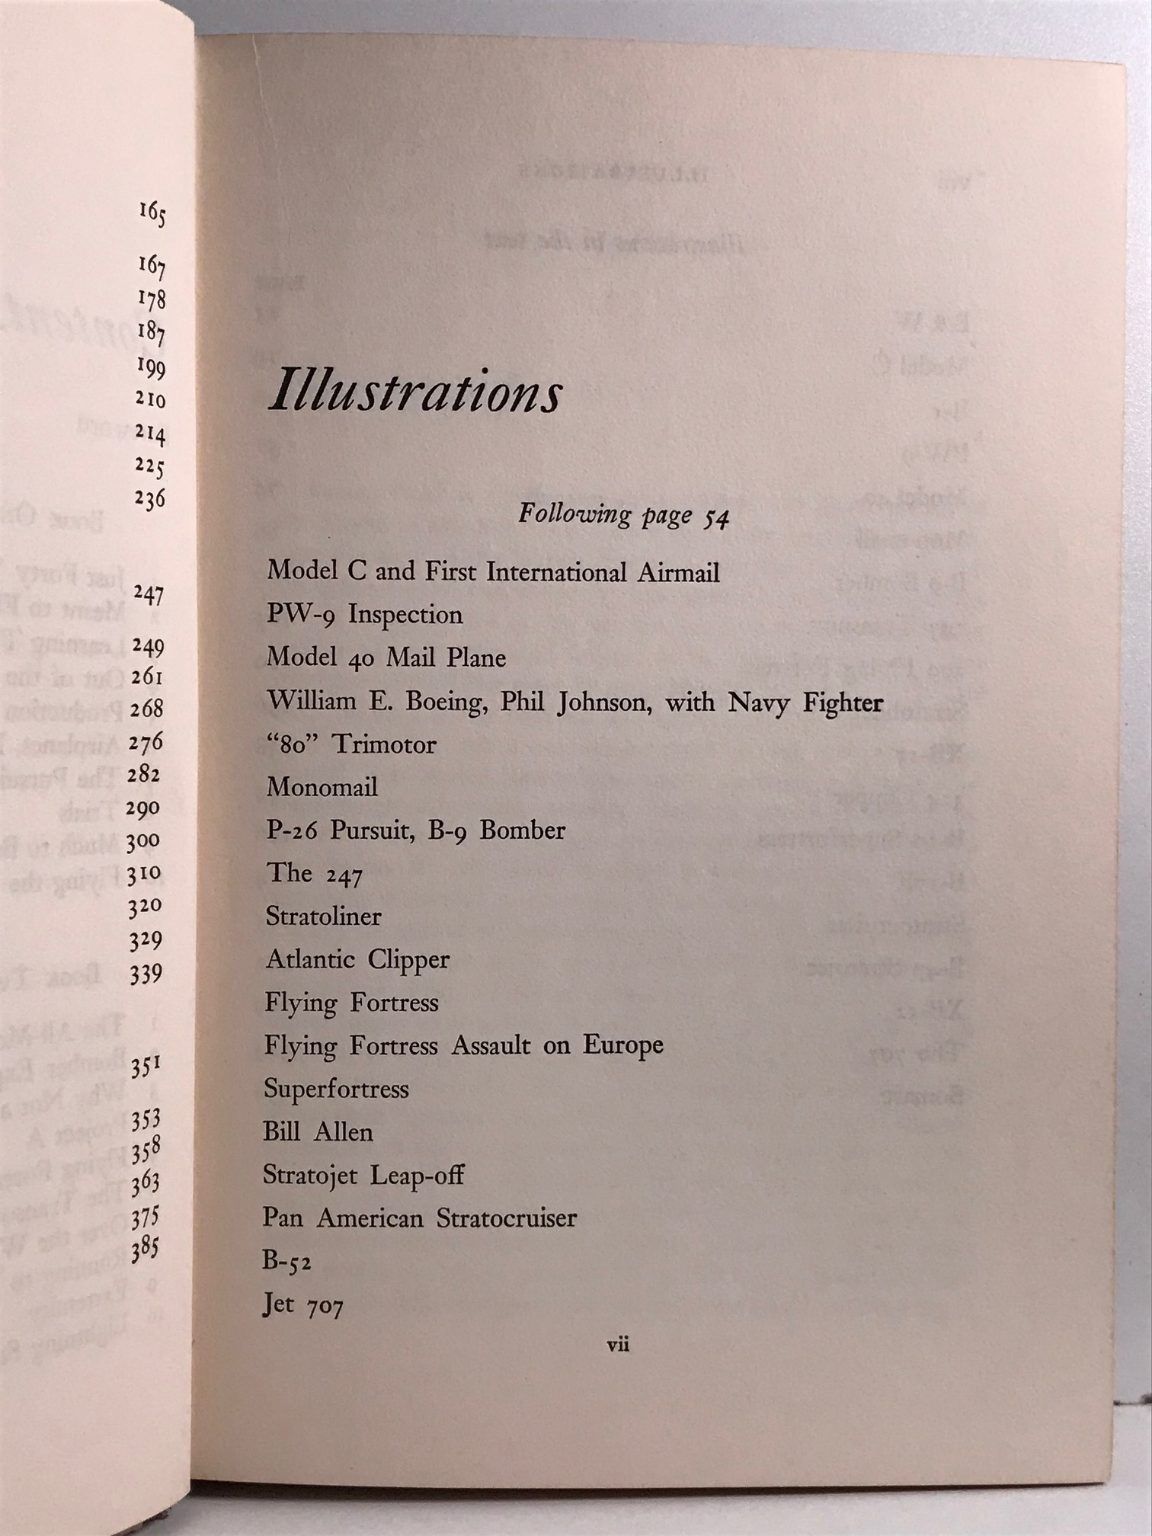 165
167
178
187
199
210
214
225
236
247
249
261
268
276
282
290
300
310
320
329
339
351
353
358
363
375
385
Illustrations
Following page 54
Model C and First International Airmail
PW-9 Inspection
Model 40 Mail Plane
William E. Boeing, Phil Johnson, with Navy Fighter
“80” Trimotor
Monomail
P-26 Pursuit, B-9 Bomber
The 247
Stratoliner
Atlantic Clipper
Flying Fortress
Flying Fortress Assault on Europe
Superfortress
Bill Allen
Stratojet Leap-off
Pan American Stratocruiser
B-52
Jet 707
vii